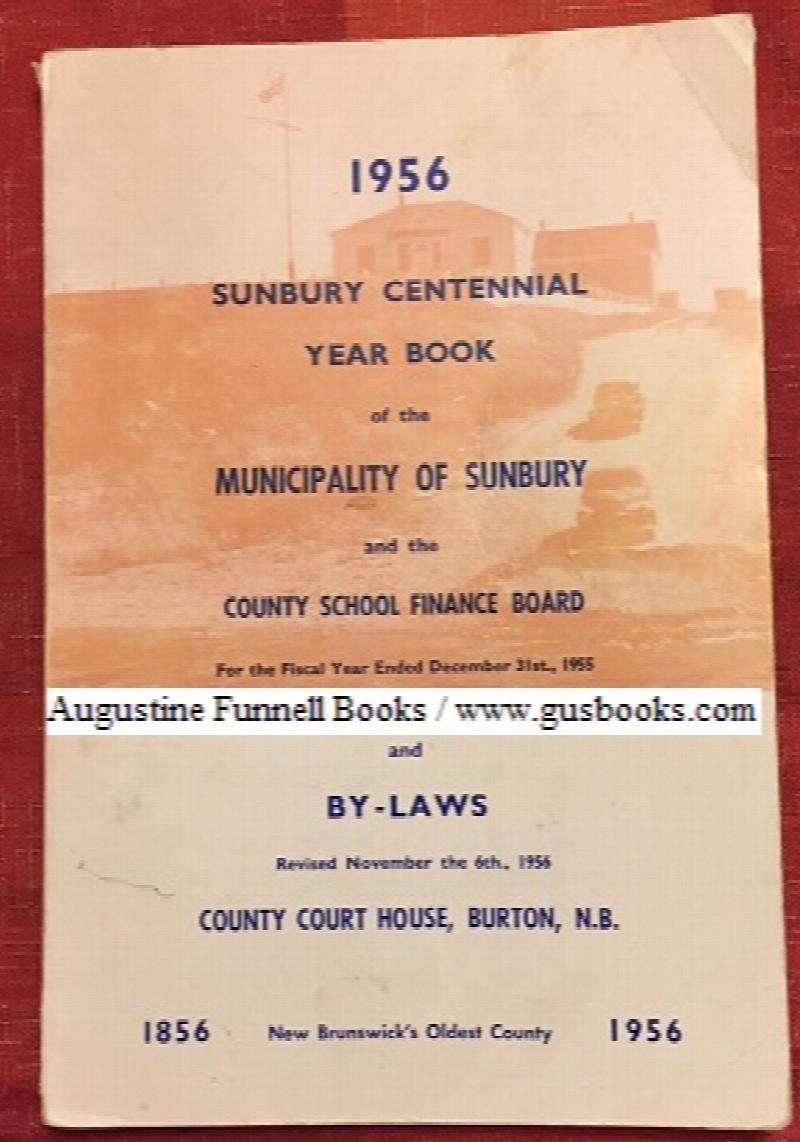 1956
SUNBURY CENTENNIAL
YEAR BOOK
of the
MUNICIPALITY OF SUNBURY
and the
COUNTY SCHOOL FINANCE BOARD
For the Fiscal Year Ended December 31st., 1955
Augustine Funnell Books / www.gusbooks.com
and
BY-LAWS
Revised November the 6th., 1956
COUNTY COURT HOUSE, BURTON, N.B.
1856 New Brunswick's Oldest County 1956